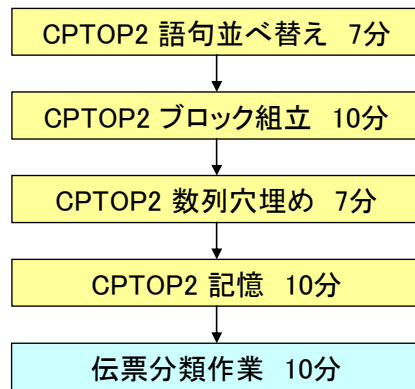 CPTOP2 語句並べ替え 7分
CPTOP2 ブロック組立 10分
CPTOP2 数列穴埋め 7分
CPTOP2 記憶 10分
伝票分類作業 10分